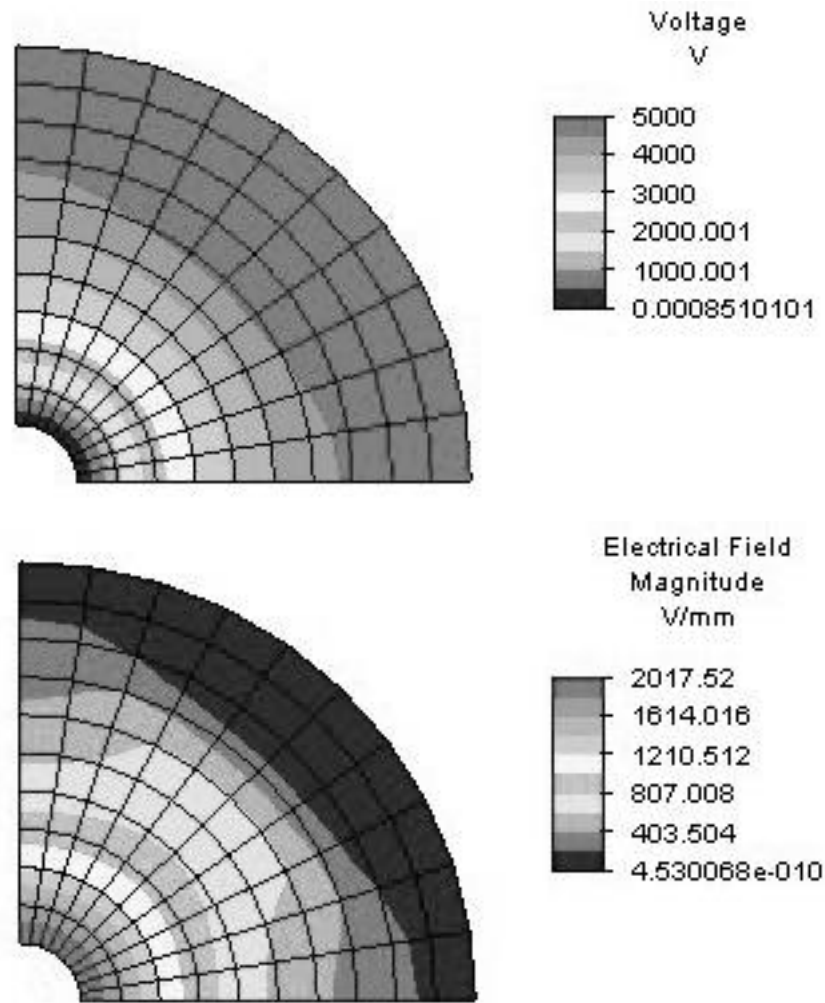 Voltage
V
5000
4000
3000
2000.001
1000.001
0.0008510101
Electrical Field
Magnitude
V/mm
2017.52
1614.016
1210.512
807.008
403.504
4.530068e-010